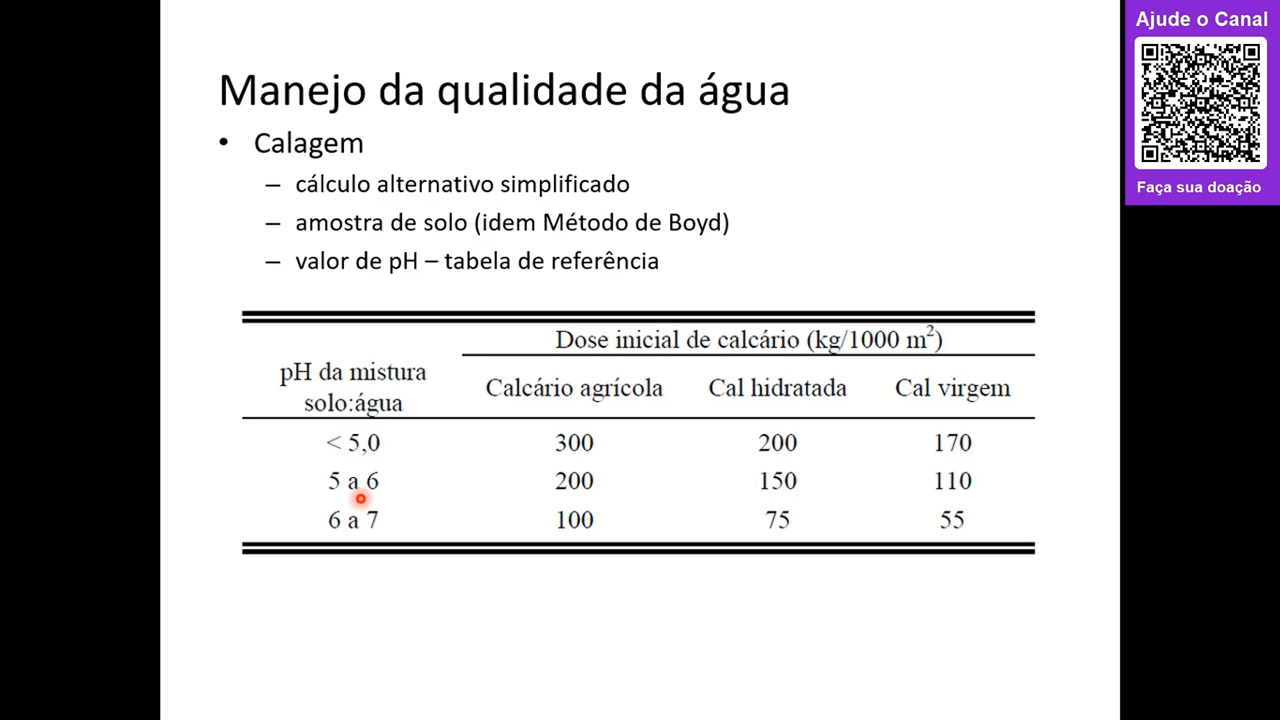 Ajude o Canal
Faça sua doação
Manejo da qualidade da água
• Calagem
– cálculo alternativo simplificado
– amostra de solo (idem Método de Boyd)
– valor de pH – tabela de referência
Dose inicial de calcário (kg/1000 m²)
pH da mistura
solo:água
Calcário agrícola Cal hidratada Cal virgem
< 5,0 300 200 170
5 a 6 200 150 110
6 a 7 100 75 55